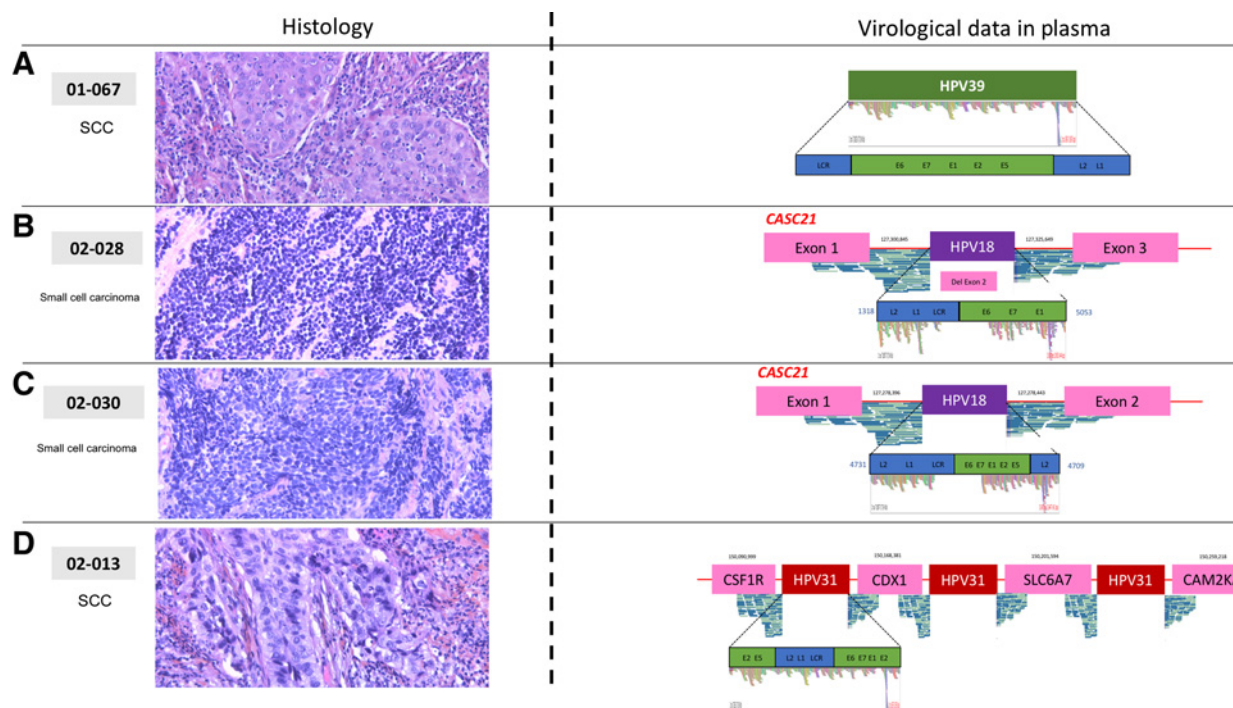 Histology
Virological data in plasma
A
01-067
SCC
HPV39
LCR E6 E7 E1 E2 E5 L2 L1
B
02-028
Small cell carcinoma
CASC21
Exon 1 127,300,845 HPV18 127,325,649 Exon 3
Del Exon 2
1318 L2 L1 LCR E6 E7 E1 5053
C
02-030
Small cell carcinoma
CASC21
Exon 1 127,278,396 HPV18 127,278,443 Exon 2
4731 L2 L1 LCR E6 E7 E1 E2 E5 L2 4709
D
02-013
SCC
150,090,999 150,168,381 150,201,594 150,259,218
CSF1R HPV31 CDX1 HPV31 SLC6A7 HPV31 CAM2KA
E2 E5 L2 L1 LCR E6 E7 E1 E2